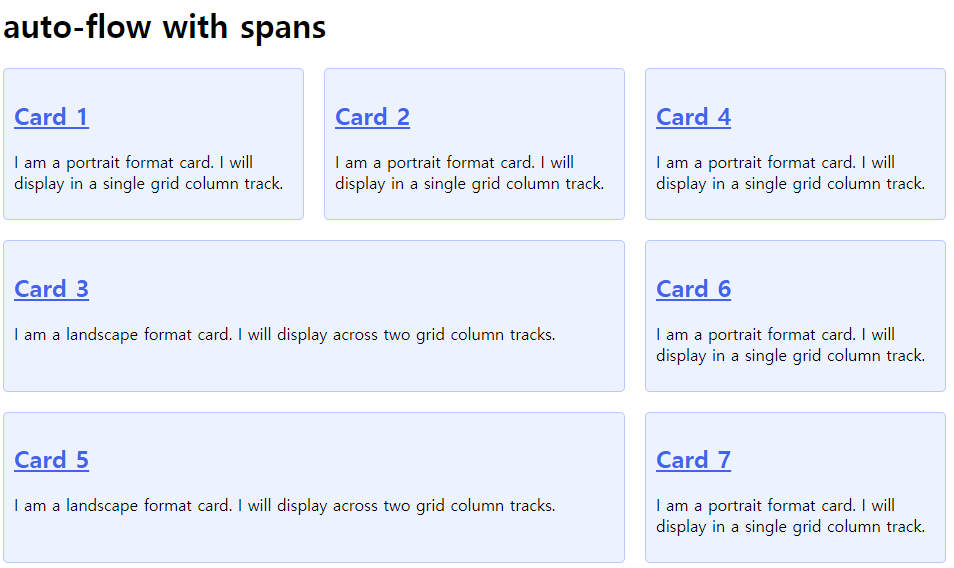 auto-flow with spans
Card 1
I am a portrait format card. I will
display in a single grid column track.
Card 2
I am a portrait format card. I will
display in a single grid column track.
Card 4
I am a portrait format card. I will
display in a single grid column track.
Card 3
I am a landscape format card. I will display across two grid column tracks.
Card 6
I am a portrait format card. I will
display in a single grid column track.
Card 5
I am a landscape format card. I will display across two grid column tracks.
Card 7
I am a portrait format card. I will
display in a single grid column track.